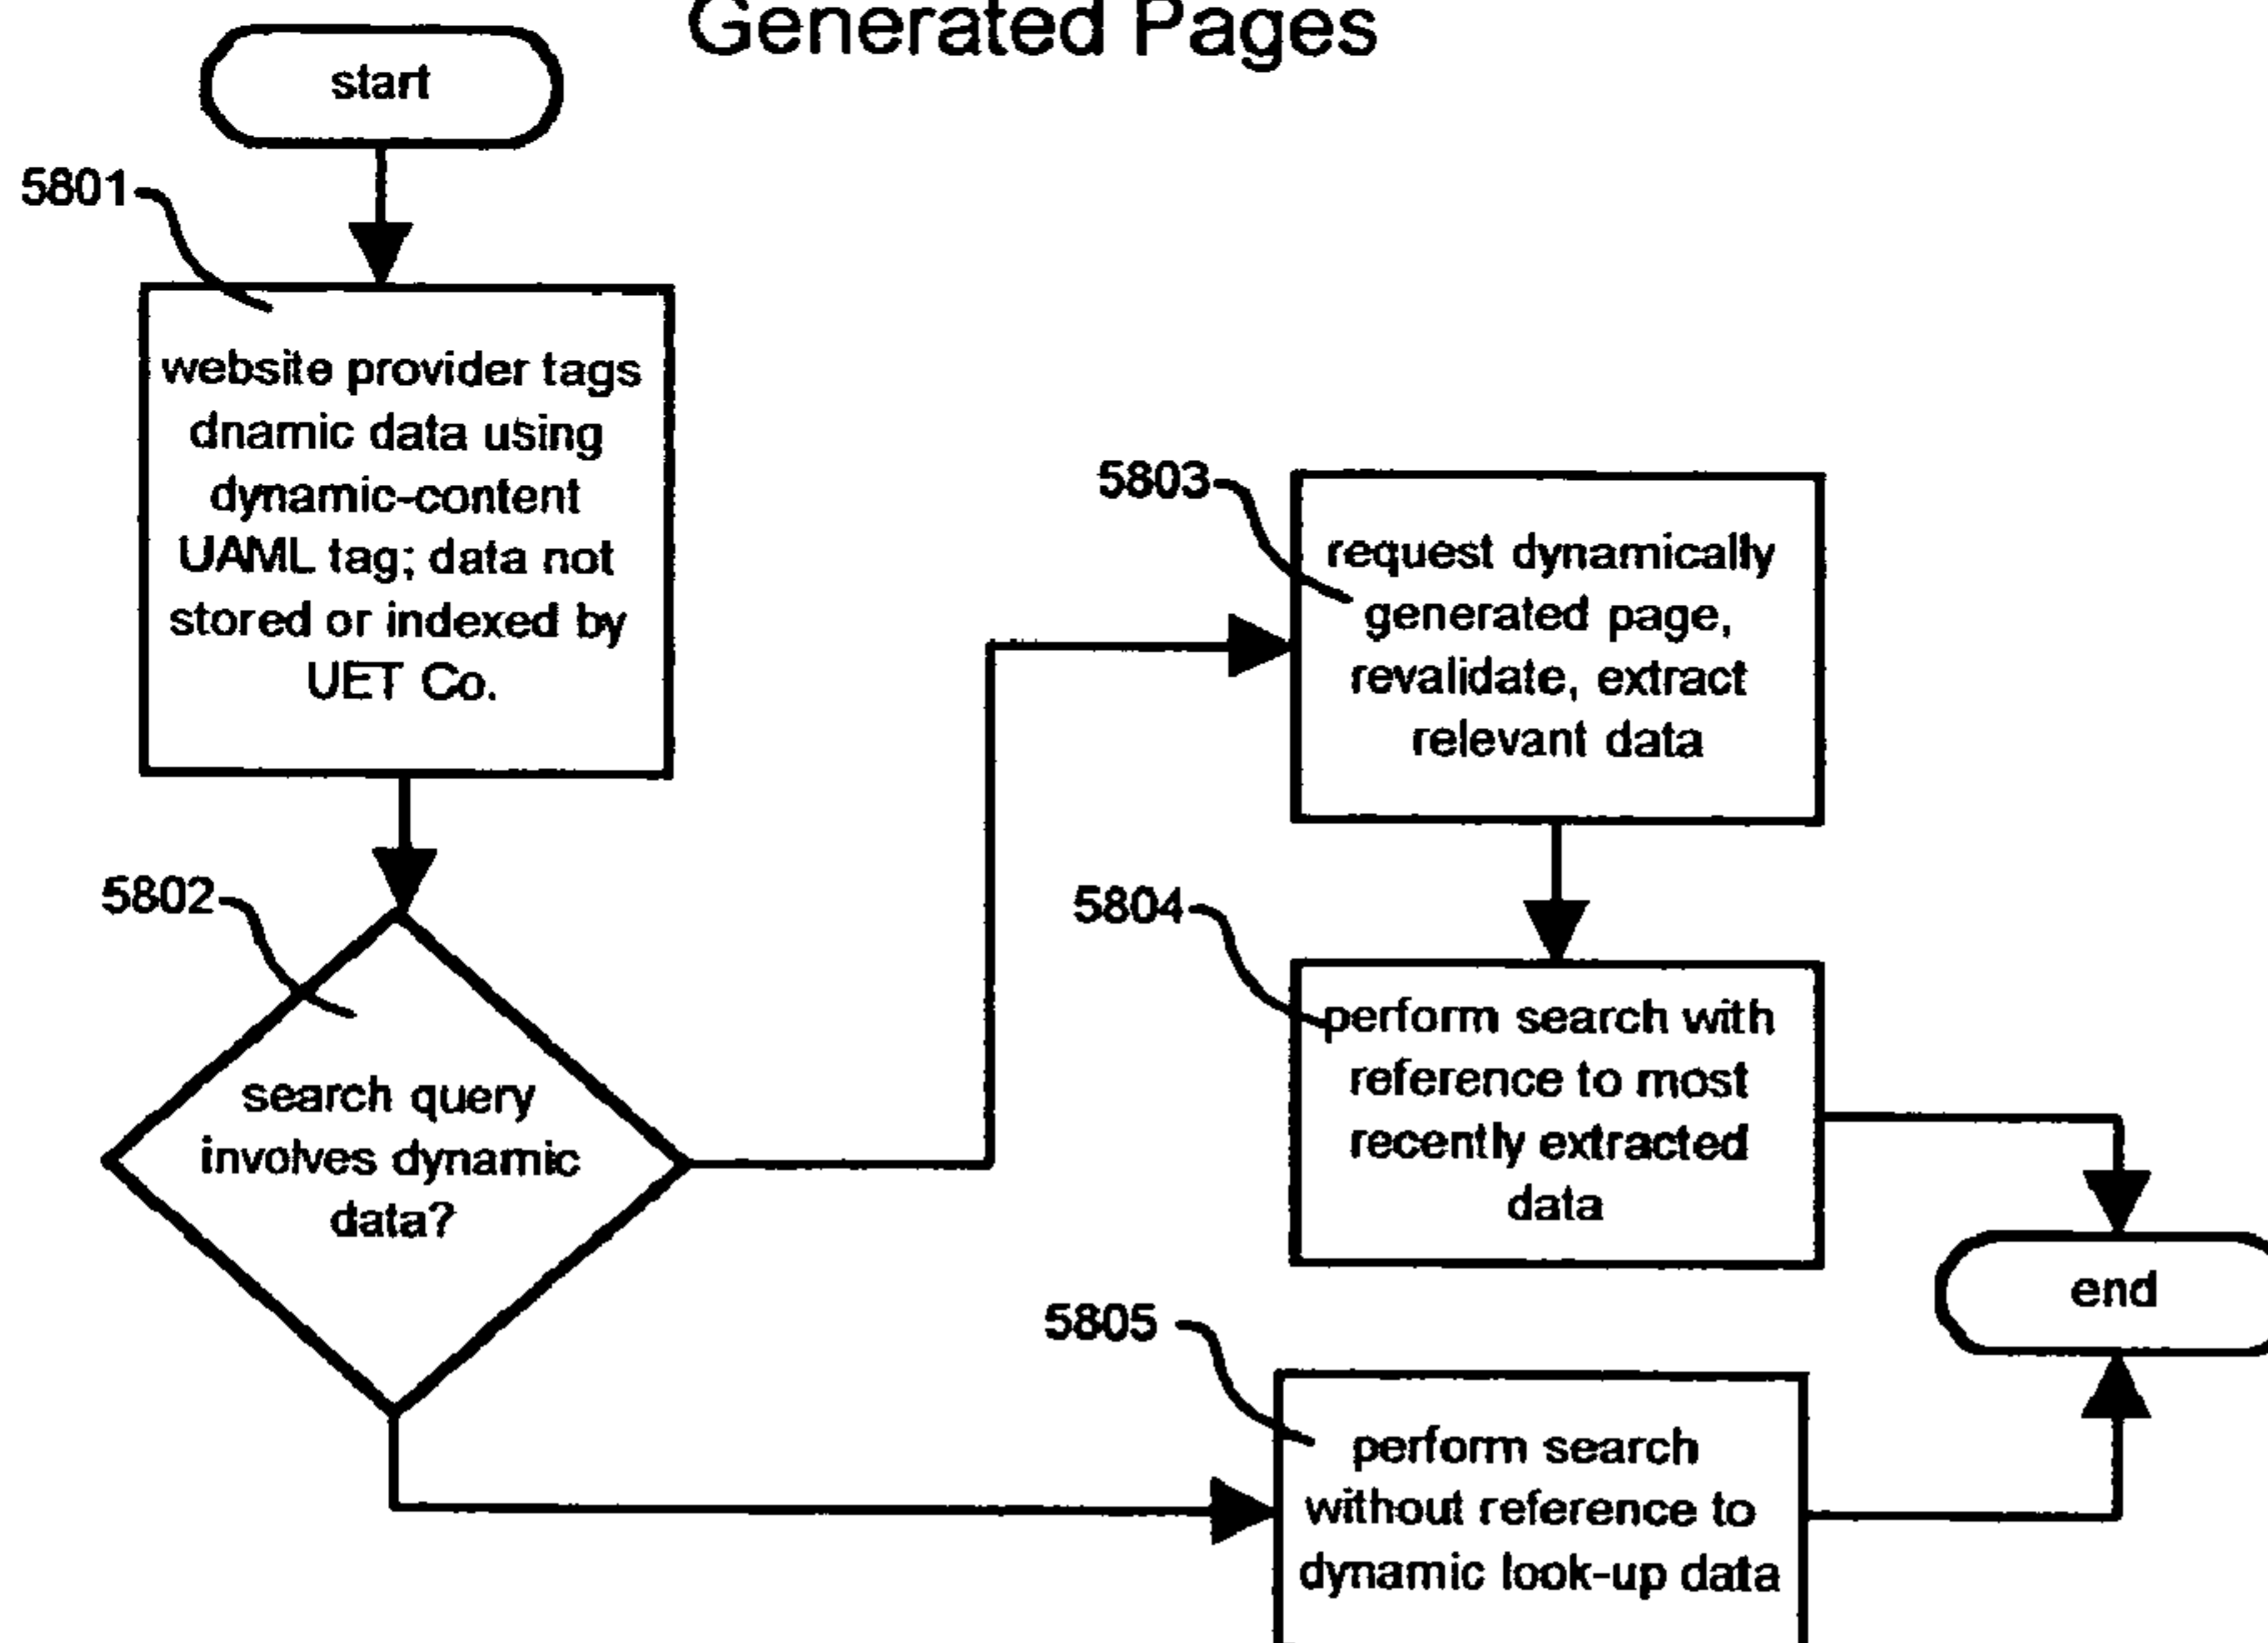 Generated Pages
start
5801
website provider tags
dnamic data using
dynamic-content
UAML tag; data not
stored or indexed by
UET Co.
5802
search query
involves dynamic
data?
5803
request dynamically
generated page,
revalidate, extract
relevant data
5804
perform search with
reference to most
recently extracted
data
5805
perform search
without reference to
dynamic look-up data
end